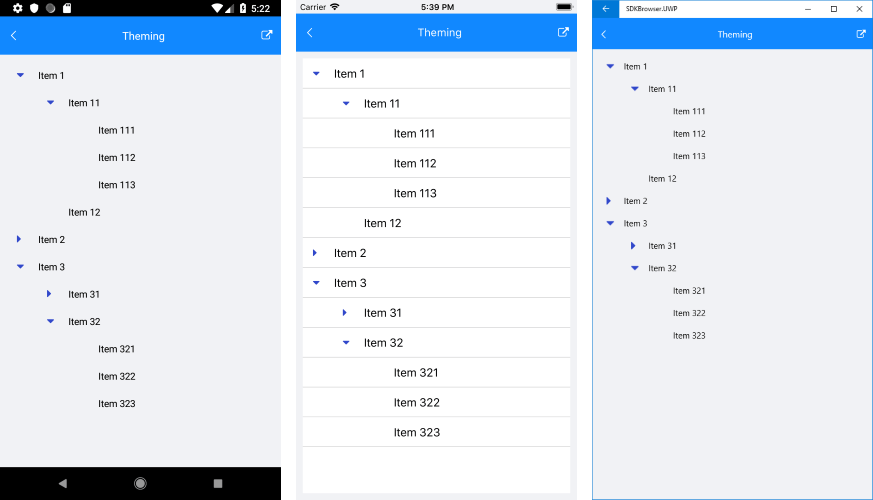 5:22
Theming
Item 1
Item 11
Item 111
Item 112
Item 113
Item 12
Item 2
Item 3
Item 31
Item 32
Item 321
Item 322
Item 323
Carrier 5:39 PM
Theming
Item 1
Item 11
Item 111
Item 112
Item 113
Item 12
Item 2
Item 3
Item 31
Item 32
Item 321
Item 322
Item 323
SDKBrowser.UWP
Theming
Item 1
Item 11
Item 111
Item 112
Item 113
Item 12
Item 2
Item 3
Item 31
Item 32
Item 321
Item 322
Item 323